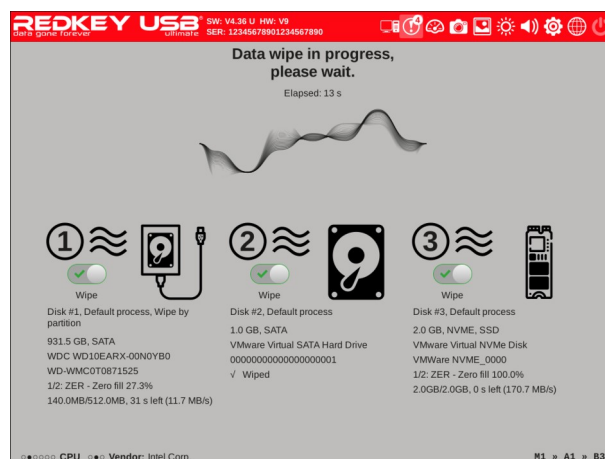 REDKEY USB
data gone forever
ultimate
SW: V4.36 U HW: V9
SER: 12345678901234567890
4
Data wipe in progress,
please wait.
Elapsed: 13 s
1
Wipe
Disk #1, Default process, Wipe by
partition
931.5 GB, SATA
WDC WD10EARX-00N0YB0
WD-WMC0T0871525
1/2: ZER - Zero fill 27.3%
140.0MB/512.0MB, 31 s left (11.7 MB/s)
2
Wipe
Disk #2, Default process
1.0 GB, SATA
VMware Virtual SATA Hard Drive
00000000000000000001
√ Wiped
3
Wipe
Disk #3, Default process
2.0 GB, NVME, SSD
VMware Virtual NVMe Disk
VMWare NVME_0000
1/2: ZER - Zero fill 100.0%
2.0GB/2.0GB, 0 s left (170.7 MB/s)
CPU Vendor: Intel Corp.
M1 » A1 » B3